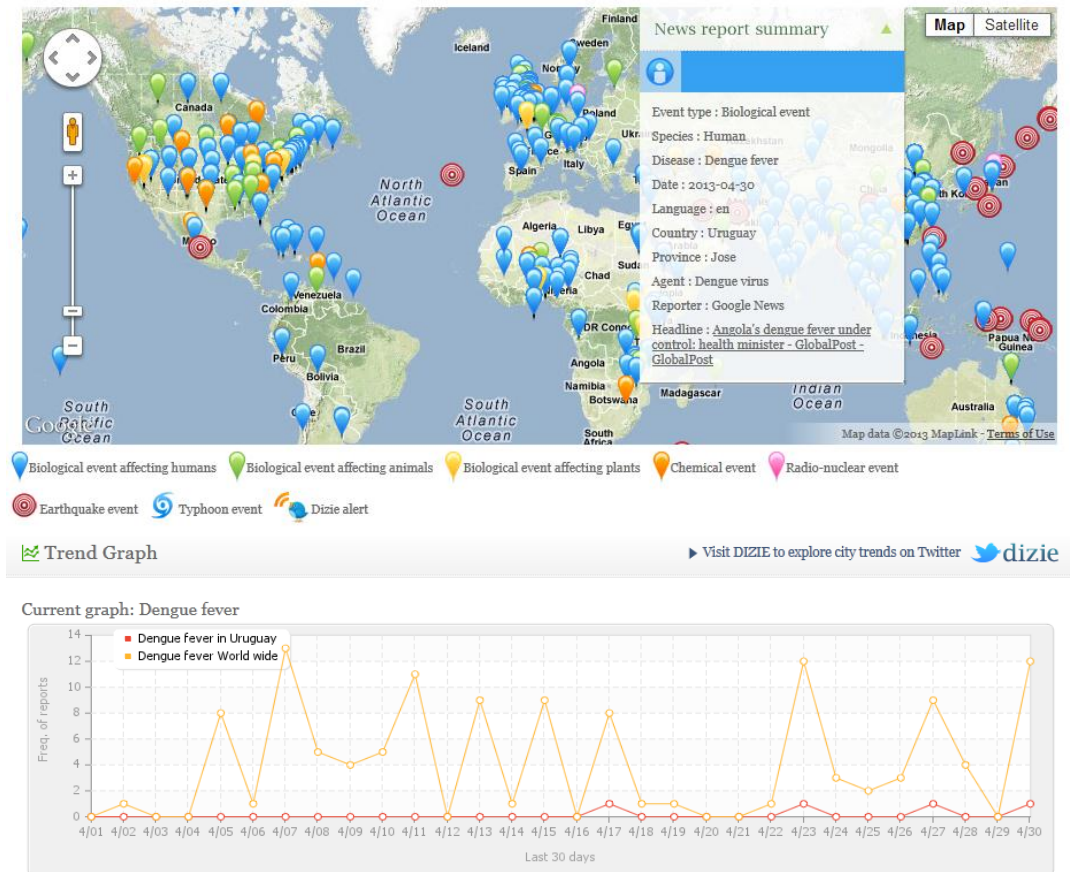 Finland
Iceland
Sweden
Canada
Poland
Italy
Spain
North
Atlantic
Ocean
Algeria
Libya
Chad
Venezuela
Colombia
Peru
Brazil
Bolivia
Angola
Namibia
Botswana
Madagascar
South
Atlantic
Ocean
South
Africa
South
Pacific
Ocean
Indian
Ocean
Mongolia
China
Papua N
Guinea
Australia
Google
News report summary
Map Satellite
Event type : Biological event
Species : Human
Disease : Dengue fever
Date : 2013-04-30
Language : en
Country : Uruguay
Province : Jose
Agent : Dengue virus
Reporter : Google News
Headline : Angola's dengue fever under
control: health minister - GlobalPost -
GlobalPost
Map data ©2013 MapLink - Terms of Use
Biological event affecting humans Biological event affecting animals Biological event affecting plants Chemical event Radio-nuclear event
Earthquake event Typhoon event Dizie alert
Trend Graph
Visit DIZIE to explore city trends on Twitter dizie
Current graph: Dengue fever
Dengue fever in Uruguay
Dengue fever World wide
Freq, of reports
14
12
10
8
6
4
2
0
4/01 4/02 4/03 4/04 4/05 4/06 4/07 4/08 4/09 4/10 4/11 4/12 4/13 4/14 4/15 4/16 4/17 4/18 4/19 4/20 4/21 4/22 4/23 4/24 4/25 4/26 4/27 4/28 4/29 4/30
Last 30 days